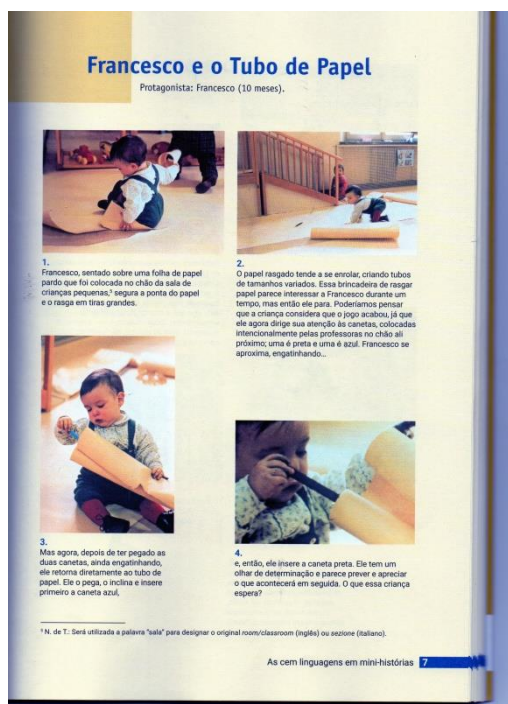 Francesco e o Tubo de Papel
Protagonista: Francesco (10 meses).
1.
Francesco, sentado sobre uma folha de papel
pardo que foi colocada no chão da sala de
crianças pequenas,⁵ segura a ponta do papel
e o rasga em tiras grandes.
2.
O papel rasgado tende a se enrolar, criando tubos
de tamanhos variados. Essa brincadeira de rasgar
papel parece interessar a Francesco durante um
tempo, mas então ele para. Poderíamos pensar
que a criança considera que o jogo acabou, já que
ele agora dirige sua atenção às canetas, colocadas
intencionalmente pelas professoras no chão ali
próximo; uma é preta e uma é azul. Francesco se
aproxima, engatinhando...
3.
Mas agora, depois de ter pegado as
duas canetas, ainda engatinhando,
ele retorna diretamente ao tubo de
papel. Ele o pega, o inclina e insere
primeiro a caneta azul,
4.
e, então, ele insere a caneta preta. Ele tem um
olhar de determinação e parece prever e apreciar
o que acontecerá em seguida. O que essa criança
espera?
N. de T.: Será utilizada a palavra "sala" para designar o original room/classroom (inglês) ou sezione (italiano).
As cem linguagens em mini-histórias 7